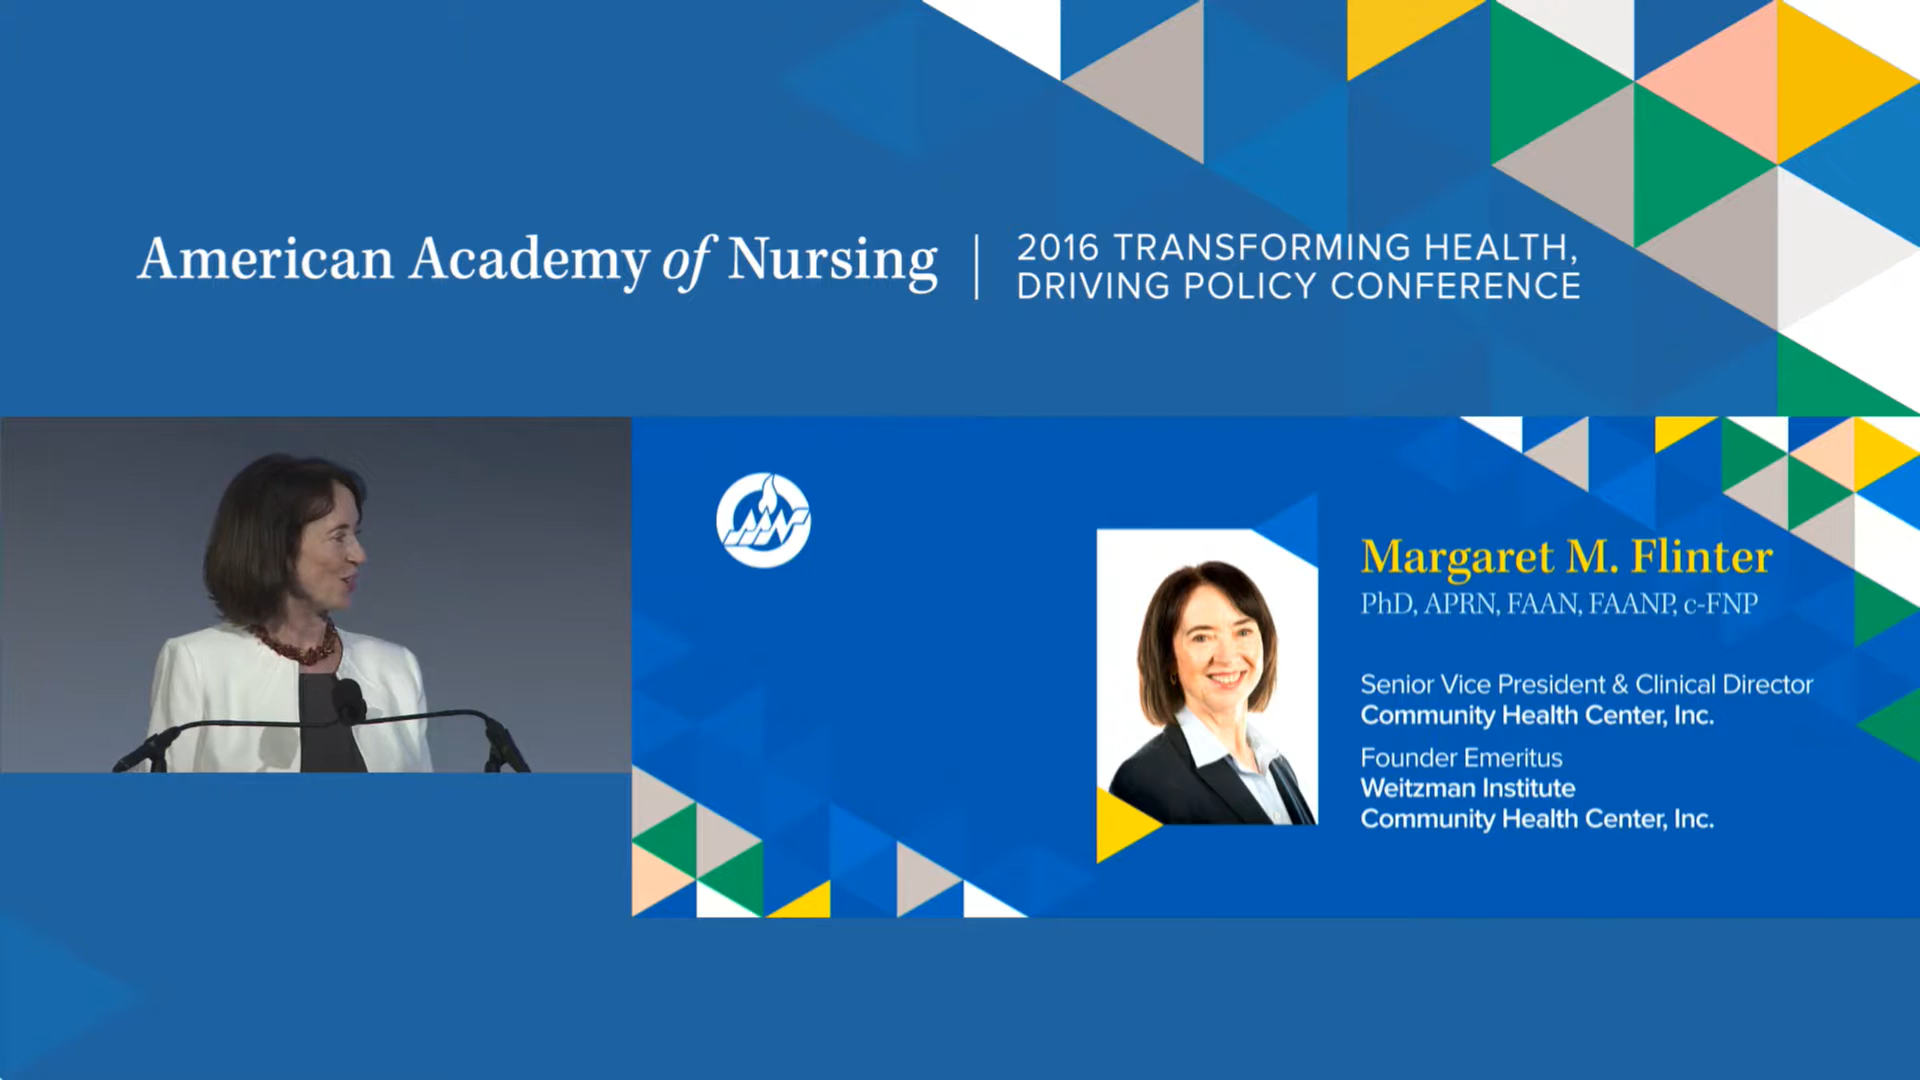 American Academy of Nursing
2016 TRANSFORMING HEALTH,
DRIVING POLICY CONFERENCE
Margaret M. Flinter
PhD, APRN, FAAN, FAANP, c-FNP
Senior Vice President & Clinical Director
Community Health Center, Inc.
Founder Emeritus
Weitzman Institute
Community Health Center, Inc.